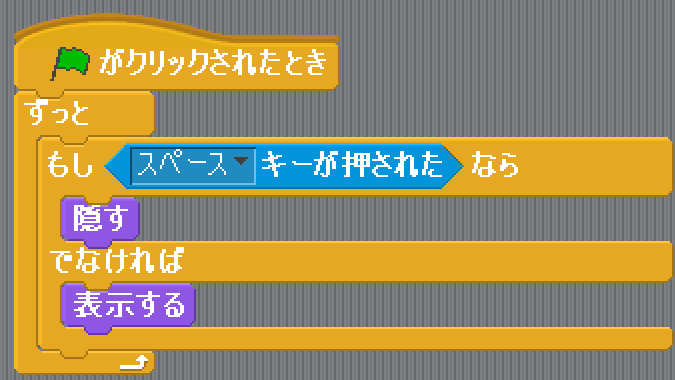 がクリックされたとき
ずっと
もし スペース キーが押された なら
隠す
でなければ
表示する